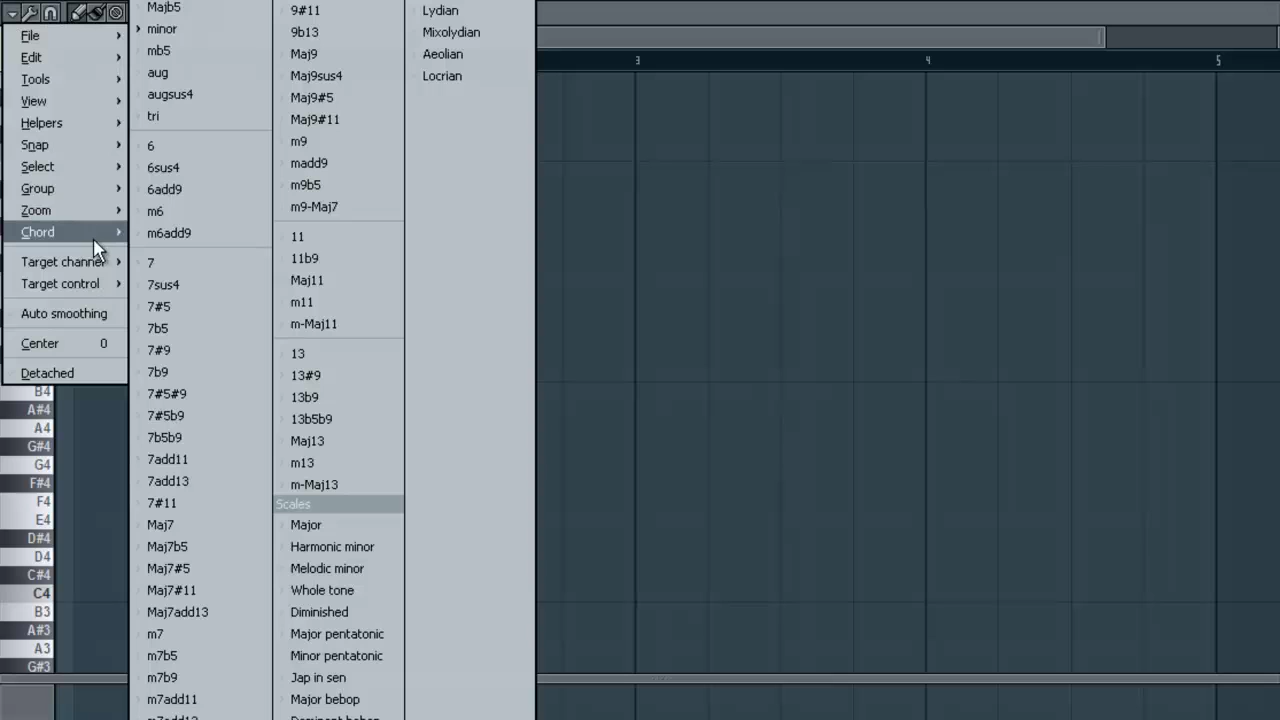 File
Edit
Tools
View
Helpers
Snap
Select
Group
Zoom
Chord
Target channel
Target control
Auto smoothing
Center 0
Detached
B4
A#4
A4
G#4
G4
F#4
F4
E4
D#4
D4
C#4
C4
B3
A#3
A3
G#3
Majb5
minor
mb5
aug
augsus4
tri
6
6sus4
6add9
m6
m6add9
7
7sus4
7#5
7b5
7#9
7b9
7#5#9
7#5b9
7b5b9
7add11
7add13
7#11
Maj7
Maj7b5
Maj7#5
Maj7#11
Maj7add13
m7
m7b5
m7b9
m7add11
m7add13
9#11
9b13
Maj9
Maj9sus4
Maj9#5
Maj9#11
m9
madd9
m9b5
m9-Maj7
11
11b9
Maj11
m11
m-Maj11
13
13#9
13b9
13b5b9
Maj13
m13
m-Maj13
Scales
Major
Harmonic minor
Melodic minor
Whole tone
Diminished
Major pentatonic
Minor pentatonic
Jap in sen
Major bebop
Dominant bebop
Lydian
Mixolydian
Aeolian
Locrian
3
4
5